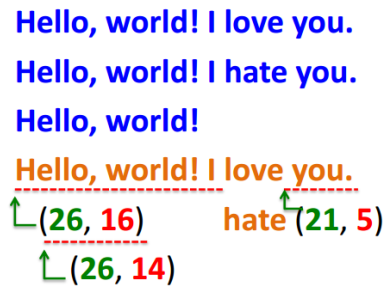 Hello, world! I love you.
Hello, world! I hate you.
Hello, world!
Hello, world! I love you.
(26, 16) hate (21, 5)
(26, 14)